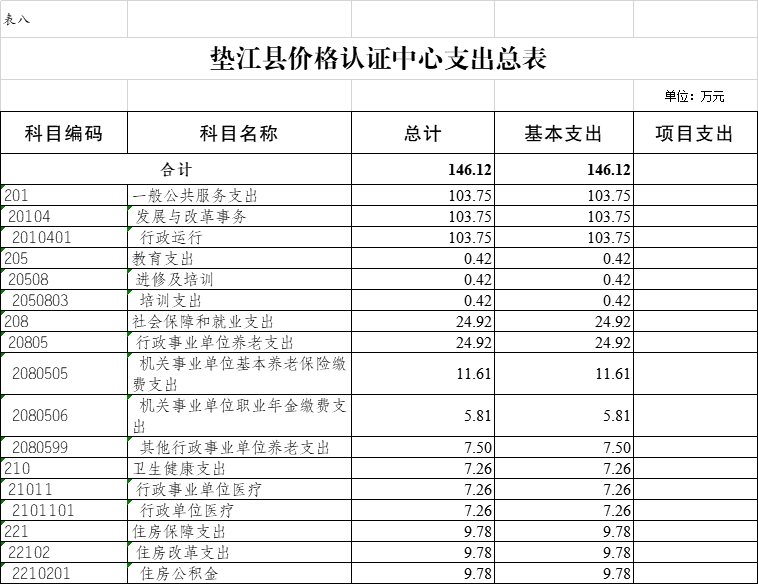 表八
垫江县价格认证中心支出总表
单位：万元
科目编码 科目名称 总计 基本支出 项目支出
合计 146.12 146.12
201 一般公共服务支出 103.75 103.75
20104 发展与改革事务 103.75 103.75
2010401 行政运行 103.75 103.75
205 教育支出 0.42 0.42
20508 进修及培训 0.42 0.42
2050803 培训支出 0.42 0.42
208 社会保障和就业支出 24.92 24.92
20805 行政事业单位养老支出 24.92 24.92
2080505 机关事业单位基本养老保险缴 11.61 11.61
费支出
2080506 机关事业单位职业年金缴费支 5.81 5.81
出
2080599 其他行政事业单位养老支出 7.50 7.50
210 卫生健康支出 7.26 7.26
21011 行政事业单位医疗 7.26 7.26
2101101 行政单位医疗 7.26 7.26
221 住房保障支出 9.78 9.78
22102 住房改革支出 9.78 9.78
2210201 住房公积金 9.78 9.78